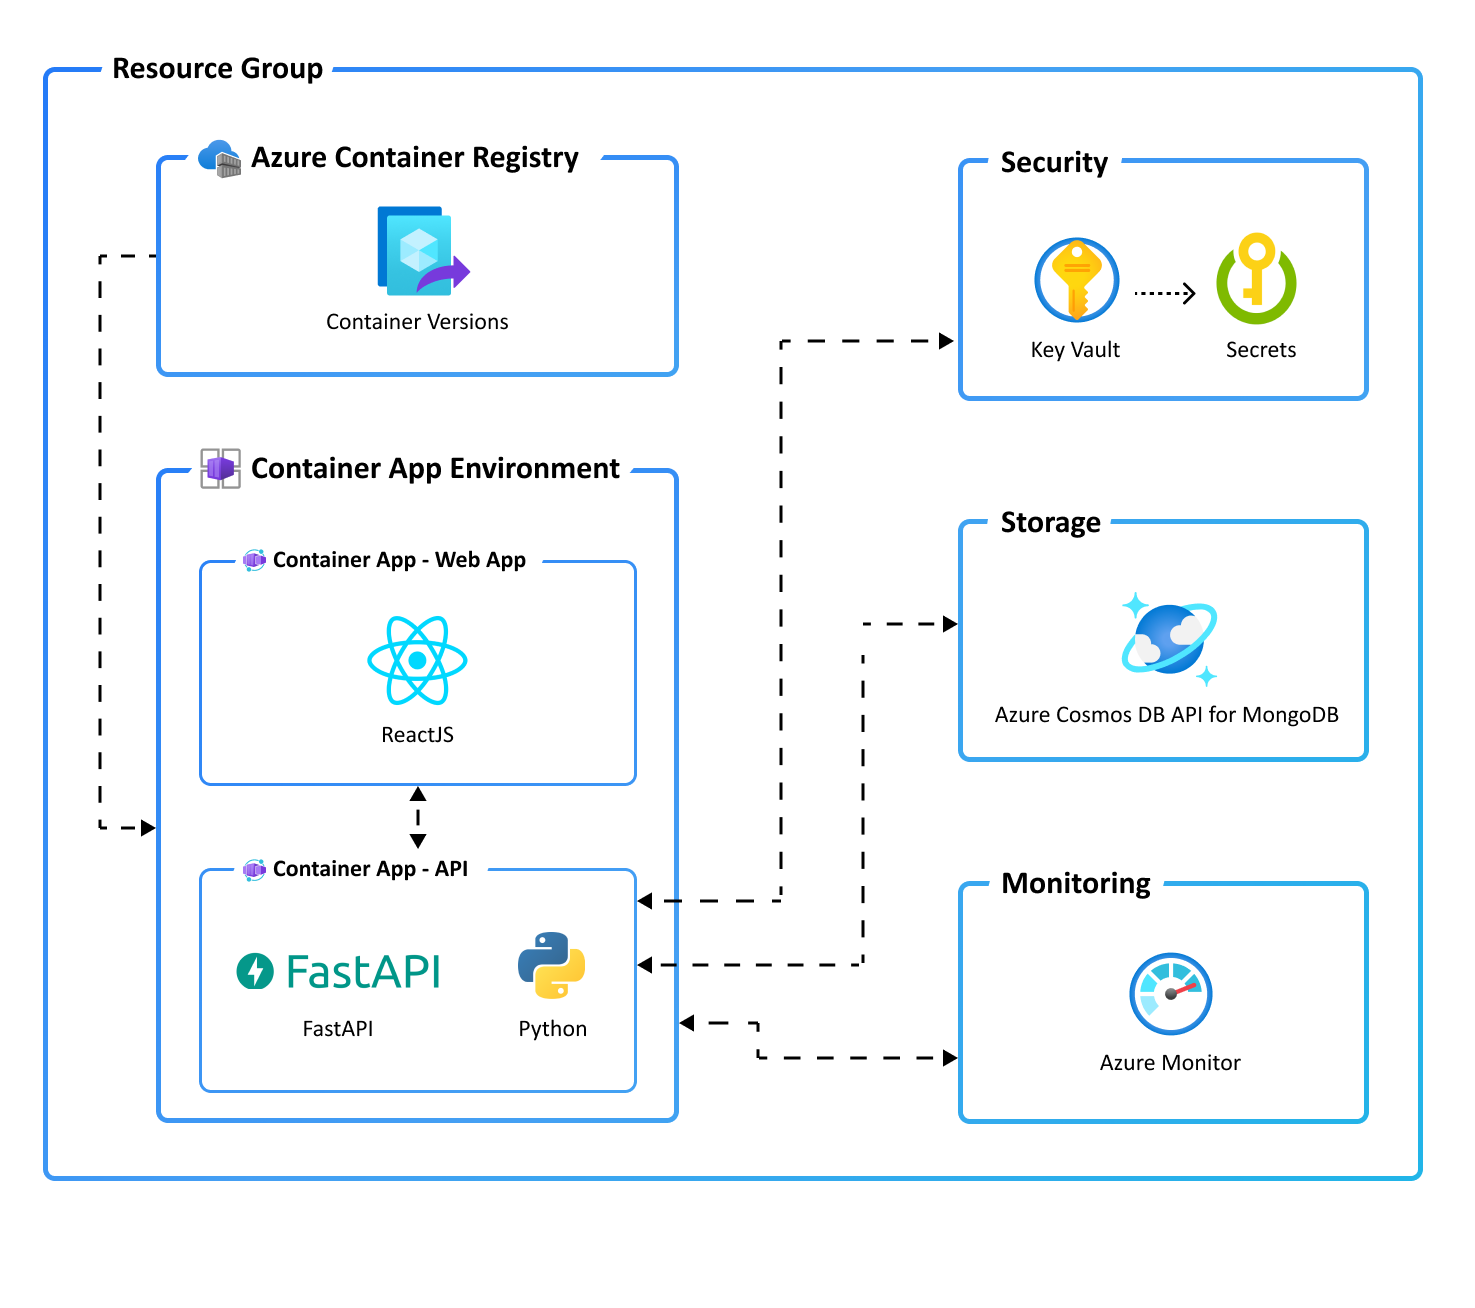 Resource Group
Azure Container Registry
Container Versions
Security
Key Vault
Secrets
Container App Environment
Container App - Web App
ReactJS
Storage
Azure Cosmos DB API for MongoDB
Container App - API
FastAPI
FastAPI
Python
Monitoring
Azure Monitor